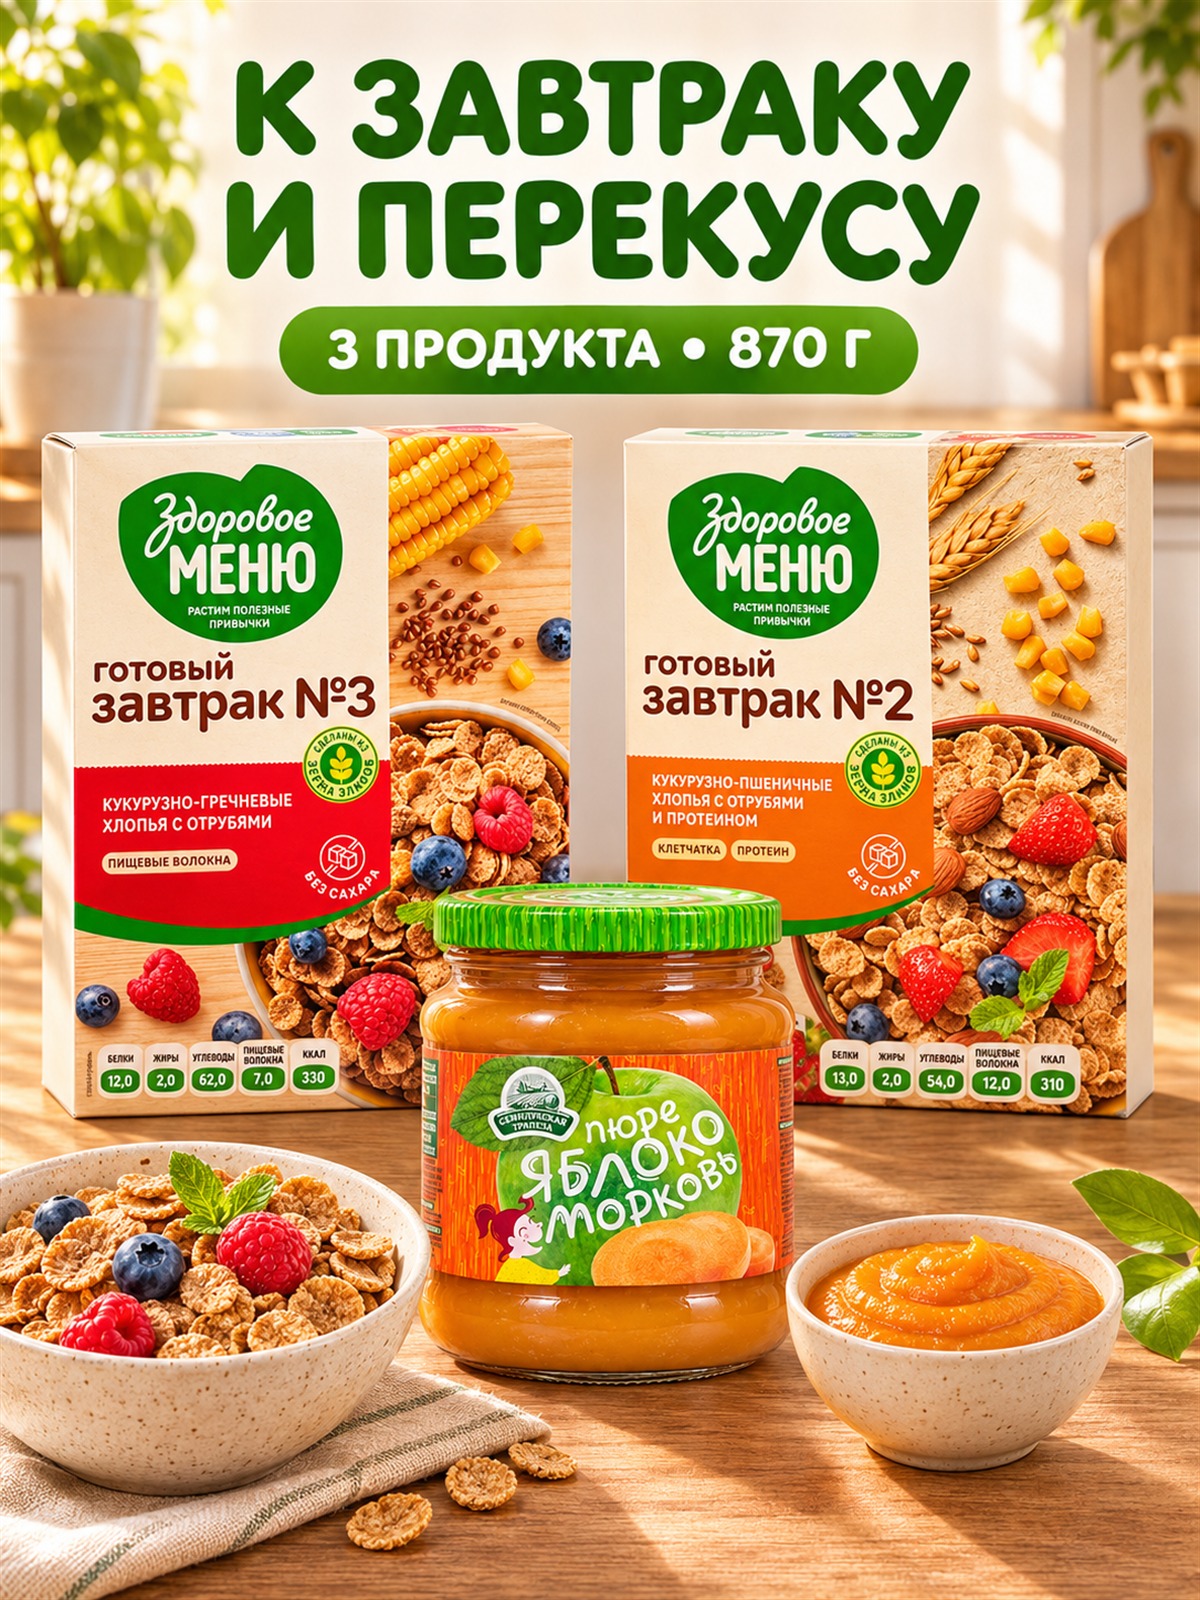 К ЗАВТРАКУ
И ПЕРЕКУСУ
3 ПРОДУКТА • 870 Г
Здоровое
МЕНЮ
РАСТИМ ПОЛЕЗНЫЕ
ПРИВЫЧКИ
ГОТОВЫЙ
завтрак №3
СДЕЛАНЫ ИЗ
ЗЕРНА ЗЛАКОВ
КУКУРУЗНО-ГРЕЧНЕВЫЕ
ХЛОПЬЯ С ОТРУБЯМИ
ПИЩЕВЫЕ ВОЛОКНА
БЕЗ САХАРА
БЕЛКИ
12,0
ЖИРЫ
2,0
УГЛЕВОДЫ
62,0
ПИЩЕВЫЕ
ВОЛОКНА
7,0
ККАЛ
330
Здоровое
МЕНЮ
РАСТИМ ПОЛЕЗНЫЕ
ПРИВЫЧКИ
ГОТОВЫЙ
завтрак №2
СДЕЛАНЫ ИЗ
ЗЕРНА ЗЛАКОВ
КУКУРУЗНО-ПШЕНИЧНЫЕ
ХЛОПЬЯ С ОТРУБЯМИ
И ПРОТЕИНОМ
КЛЕТЧАТКА
ПРОТЕИН
БЕЗ САХАРА
БЕЛКИ
13,0
ЖИРЫ
2,0
УГЛЕВОДЫ
54,0
ПИЩЕВЫЕ
ВОЛОКНА
12,0
ККАЛ
310
ТРАПЕЗА
пюре
ЯБЛОКО
МОРКОВЬ